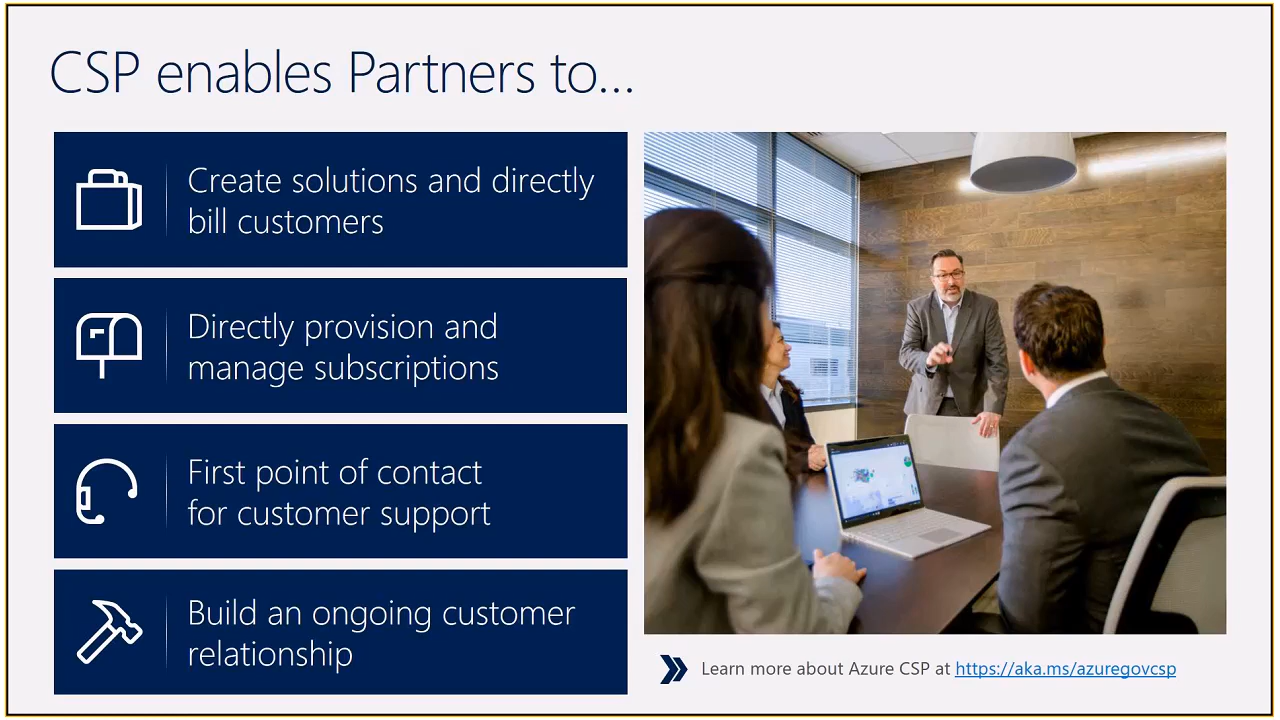 CSP enables Partners to...
Create solutions and directly
bill customers
Directly provision and
manage subscriptions
First point of contact
for customer support
Build an ongoing customer
relationship
Learn more about Azure CSP at https://aka.ms/azuregovcsp